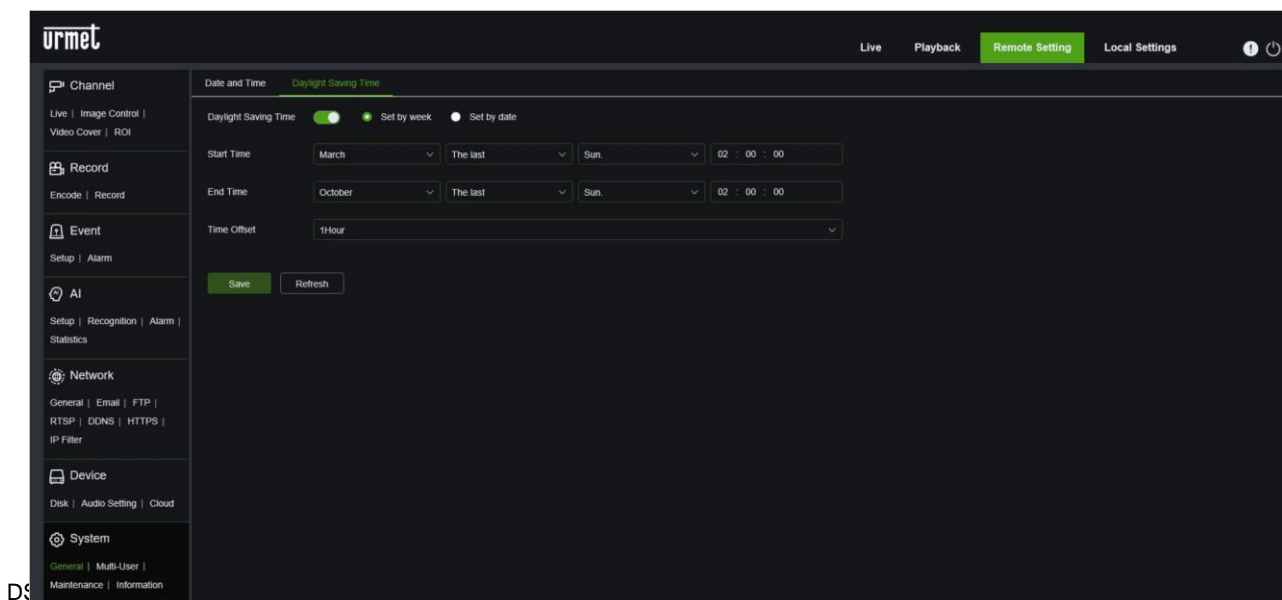 urmet
Live Playback Remote Setting Local Settings
Channel
Live | Image Control |
Video Cover | ROI
Record
Encode | Record
Event
Setup | Alarm
AI
Setup | Recognition | Alarm |
Statistics
Network
General | Email | FTP |
RTSP | DDNS | HTTPS |
IP Filter
Device
Disk | Audio Setting | Cloud
System
General | Multi-User |
Maintenance | Information
Date and Time Daylight Saving Time
Daylight Saving Time Set by week Set by date
Start Time March The last Sun. 02 : 00 : 00
End Time October The last Sun. 02 : 00 : 00
Time Offset 1Hour
Save Refresh